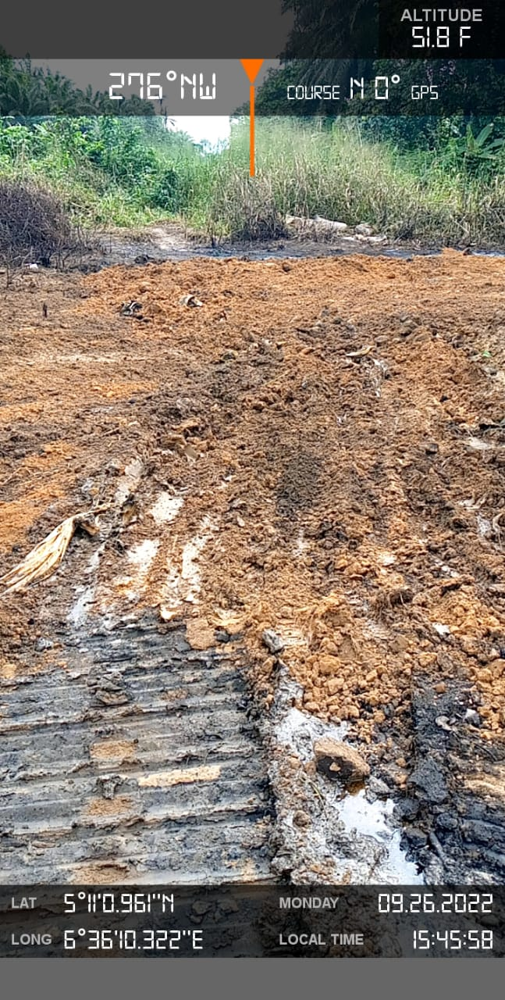 ALTITUDE
51.8 F
276°NW
COURSE N 0° GPS
LAT 5°11'0.961"N
MONDAY 09.26.2022
LONG 6°36'10.322"E
LOCAL TIME 15:45:58